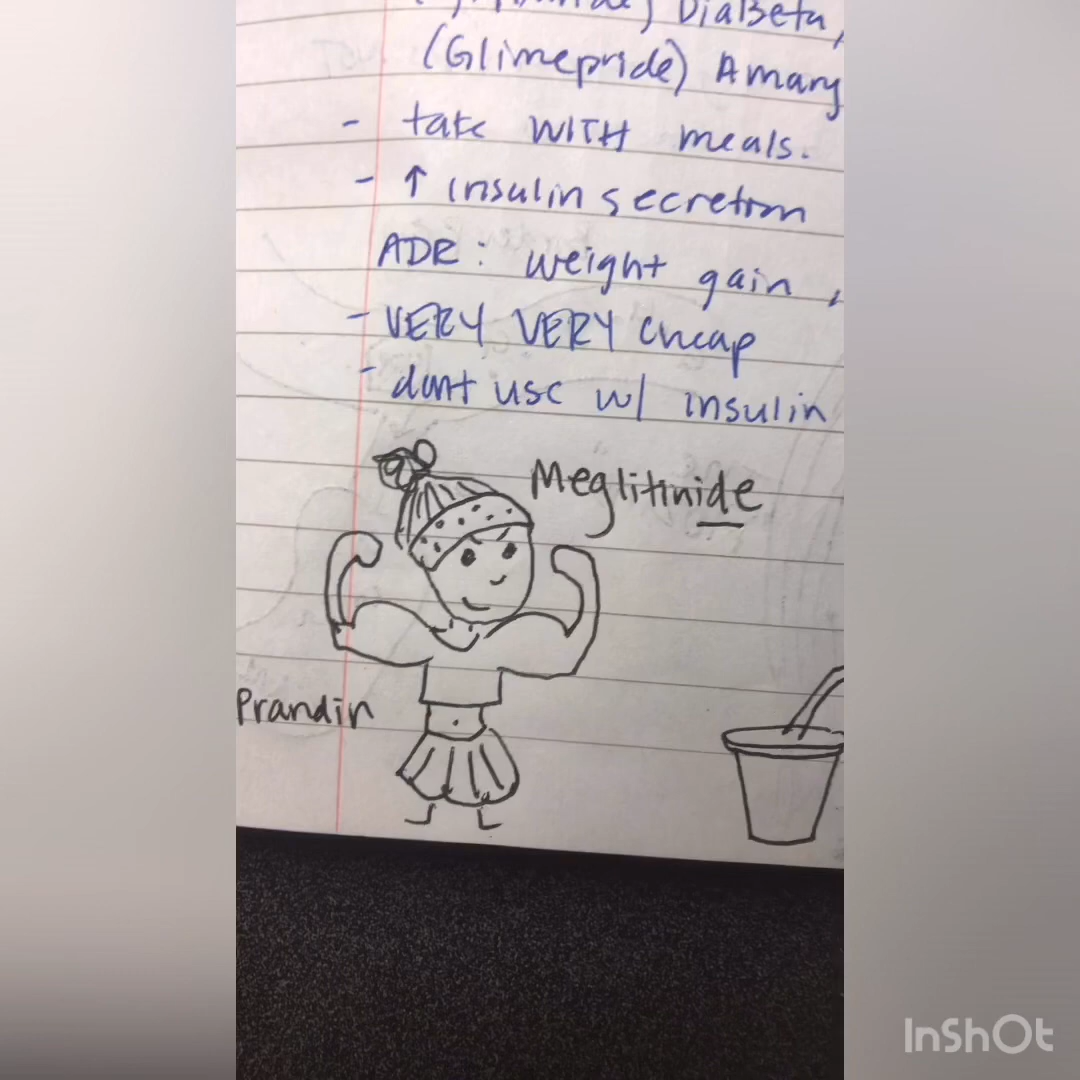 DiaBeta,
(Glimepride) Amary
- take WITH meals.
- ↑ insulin secretion
ADR: weight gain,
- VERY VERY cheap
- dont use w/ insulin
Meglitinide
Prandin
InShOt